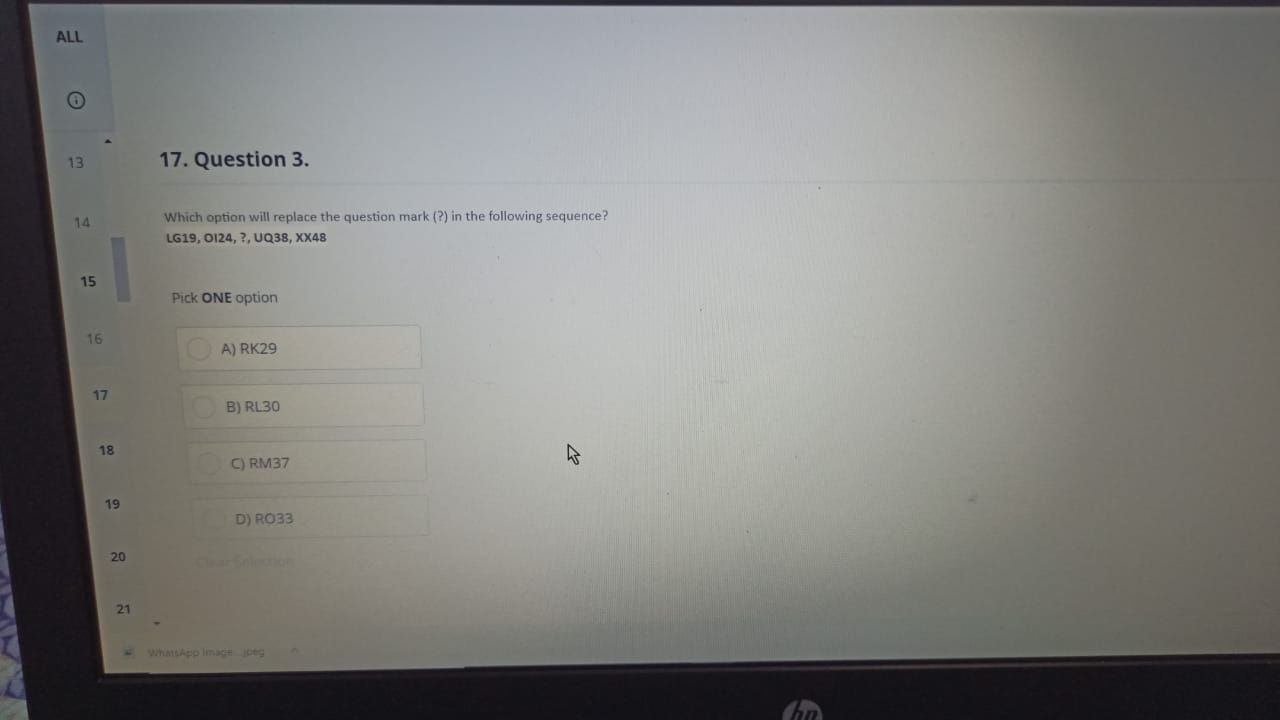 ALL
13
17. Question 3.
14
Which option will replace the question mark (?) in the following sequence?
LG19, OI24, ?, UQ38, XX48
15
Pick ONE option
16
A) RK29
17
B) RL30
18
C) RM37
19
D) RO33
20
Clear Selection
21
WhatsApp Image...jpeg
hp